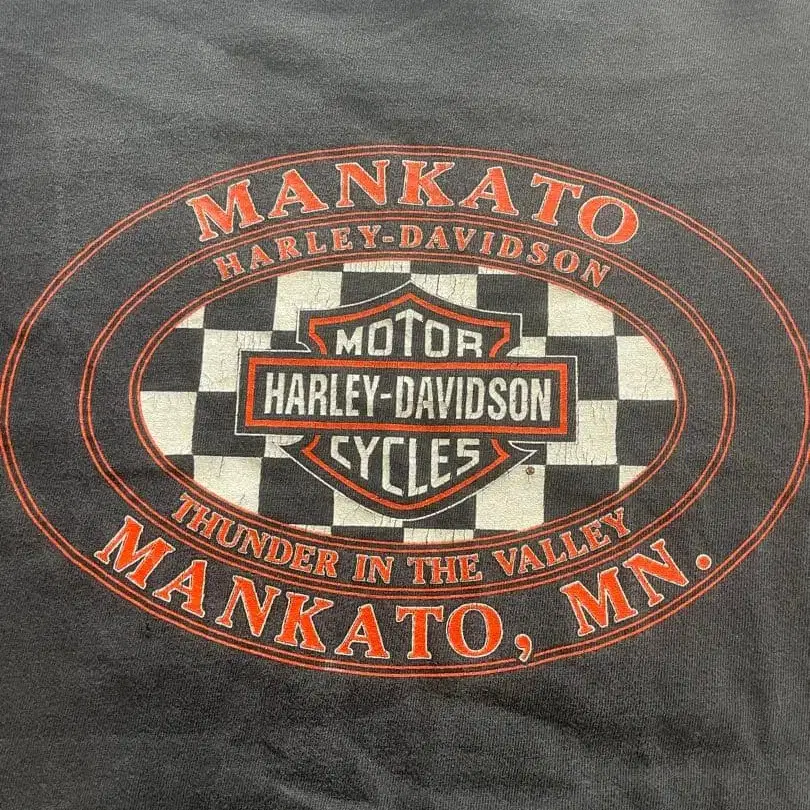 MANKATO
HARLEY-DAVIDSON
MOTOR
HARLEY-DAVIDSON
CYCLES
®
THUNDER IN THE VALLEY
MANKATO, MN.